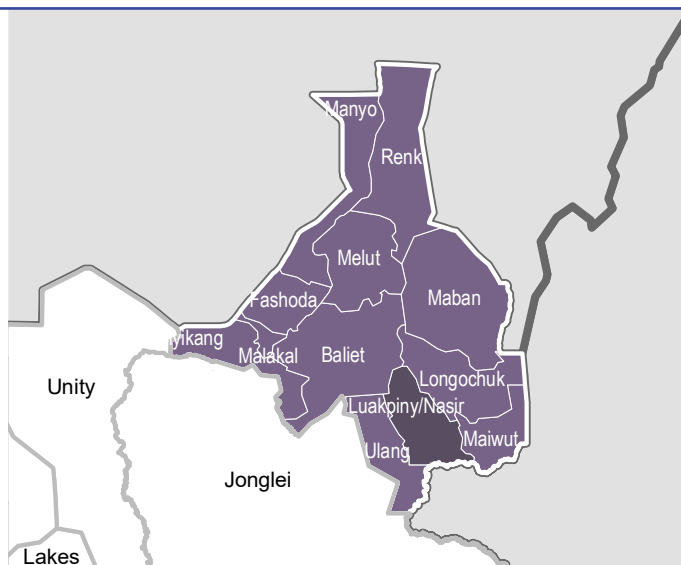 Manyo
Renk
Melut
Fashoda
Maban
yikang
Malakal
Baliet
Longochuk
Unity
Luakpiny/Nasir
Maiwut
Ulang
Jonglei
Lakes